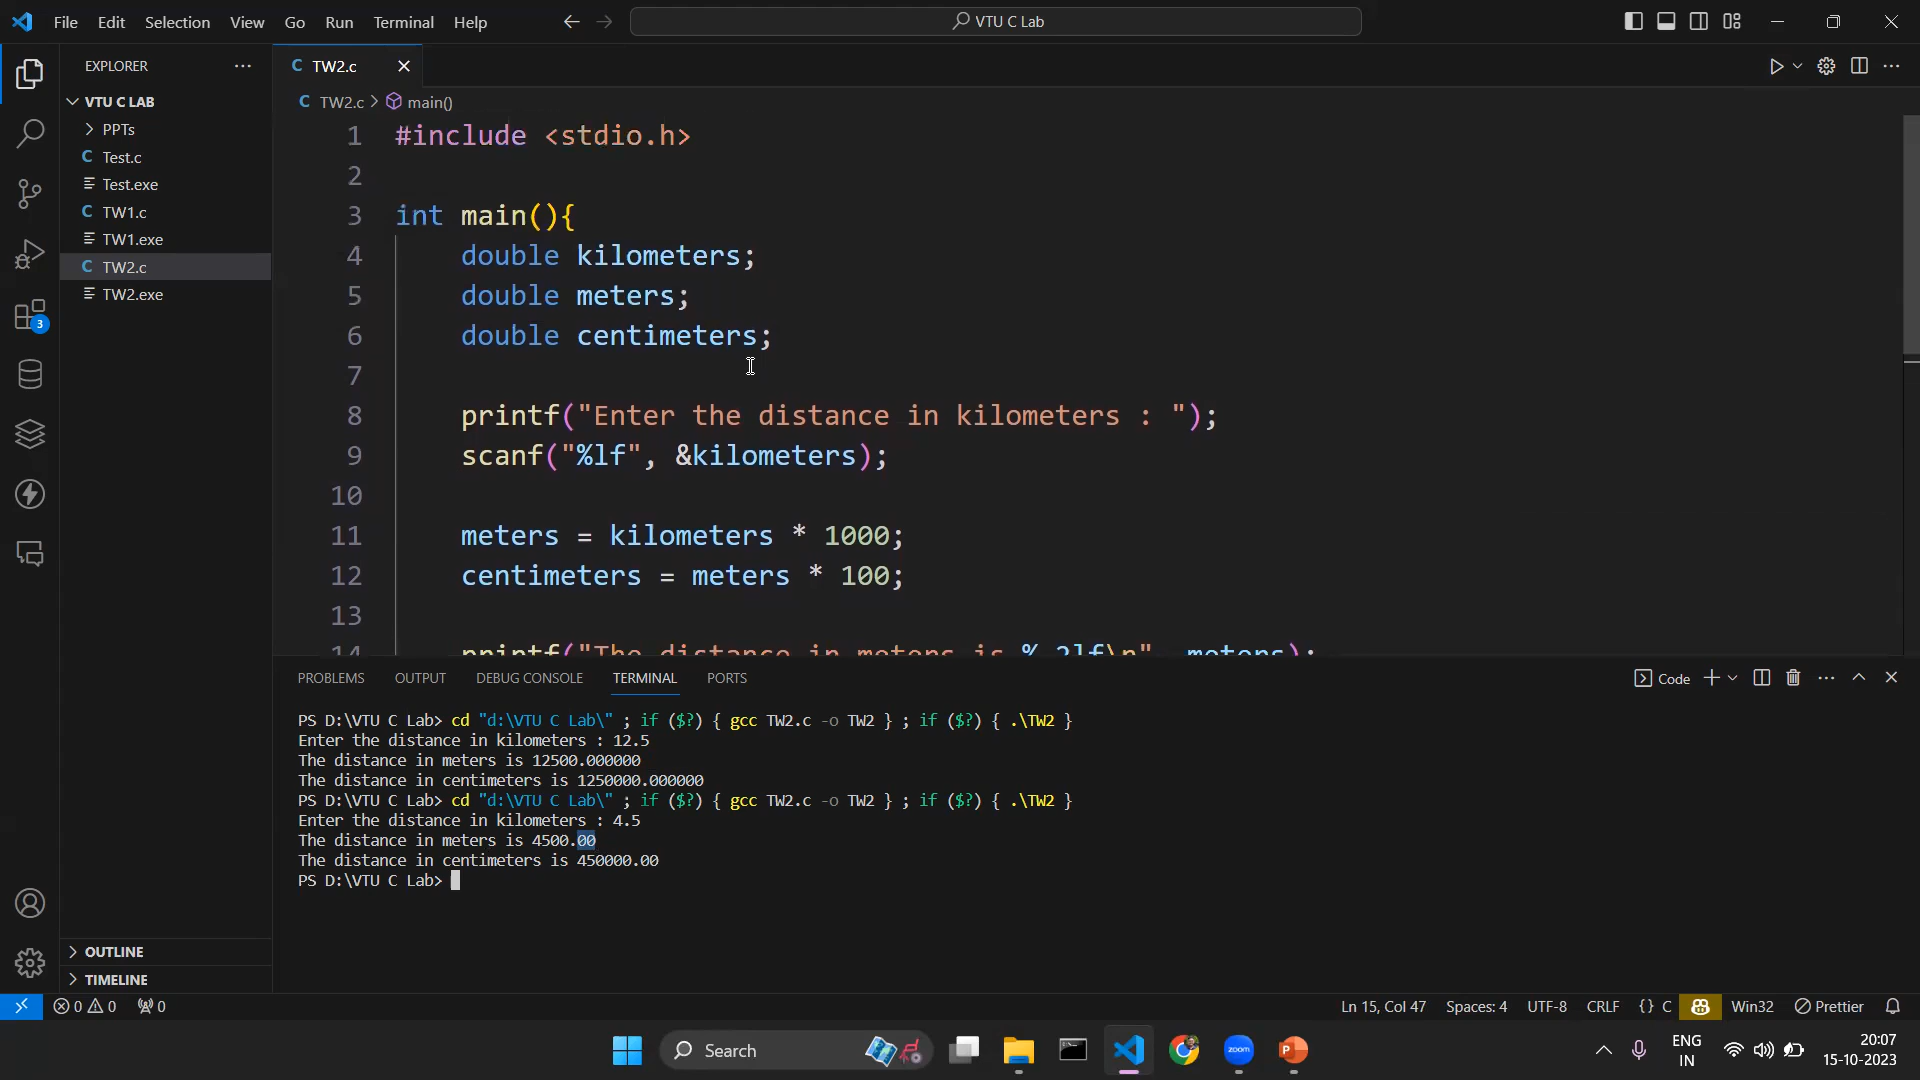 File Edit Selection View Go Run Terminal Help
VTU C Lab
EXPLORER
VTU C LAB
PPTs
C Test.c
Test.exe
C TW1.c
TW1.exe
C TW2.c
TW2.exe
OUTLINE
TIMELINE
3
C TW2.c
C TW2.c > main()
1 #include <stdio.h>
2
3 int main(){
4 double kilometers;
5 double meters;
6 double centimeters;
7
8 printf("Enter the distance in kilometers : ");
9 scanf("%lf", &kilometers);
10
11 meters = kilometers * 1000;
12 centimeters = meters * 100;
13
14 printf("The distance in meters is %.2lf\n", meters);
PROBLEMS OUTPUT DEBUG CONSOLE TERMINAL PORTS
Code
PS D:\VTU C Lab> cd "d:\VTU C Lab\" ; if ($?) { gcc TW2.c -o TW2 } ; if ($?) { .\TW2 }
Enter the distance in kilometers : 12.5
The distance in meters is 12500.000000
The distance in centimeters is 1250000.000000
PS D:\VTU C Lab> cd "d:\VTU C Lab\" ; if ($?) { gcc TW2.c -o TW2 } ; if ($?) { .\TW2 }
Enter the distance in kilometers : 4.5
The distance in meters is 4500.00
The distance in centimeters is 450000.00
PS D:\VTU C Lab>
0 0 0
Ln 15, Col 47 Spaces: 4 UTF-8 CRLF {} C Win32 Prettier
Search
zoom
P
ENG
IN
20:07
15-10-2023